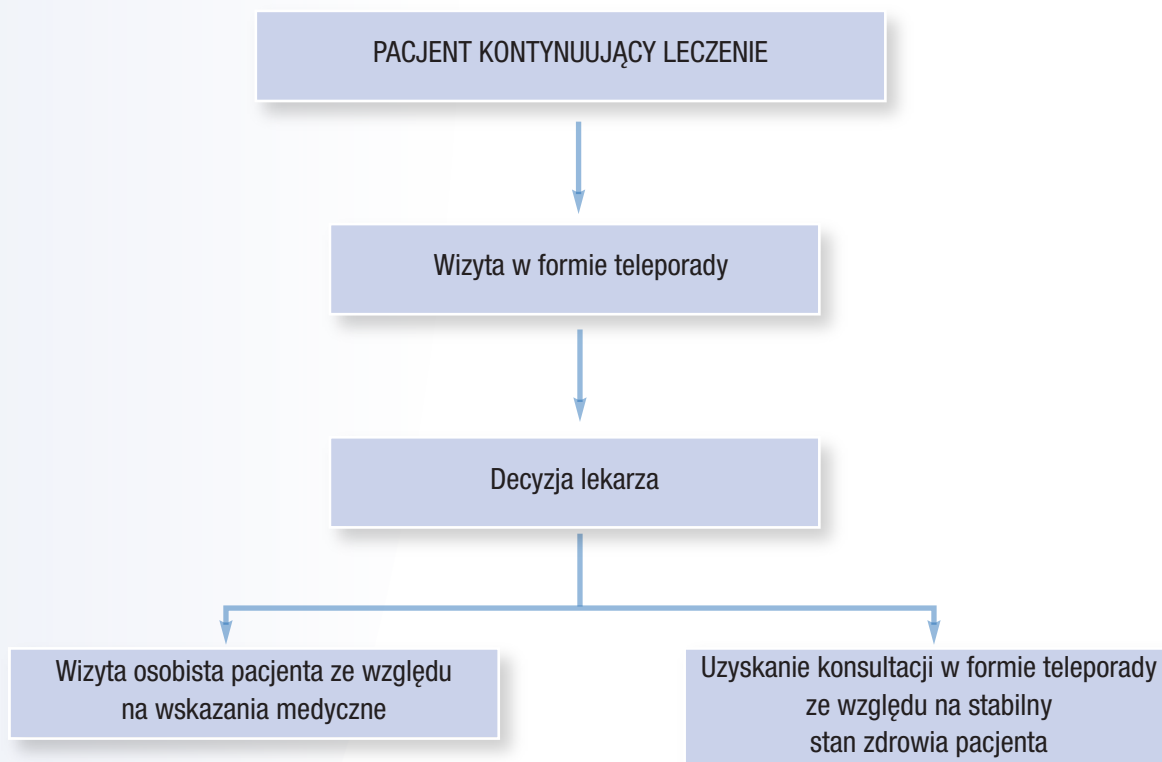 PACJENT KONTYNUUJĄCY LECZENIE
Wizyta w formie teleporady
Decyzja lekarza
Wizyta osobista pacjenta ze względu
na wskazania medyczne
Uzyskanie konsultacji w formie teleporady
ze względu na stabilny
stan zdrowia pacjenta